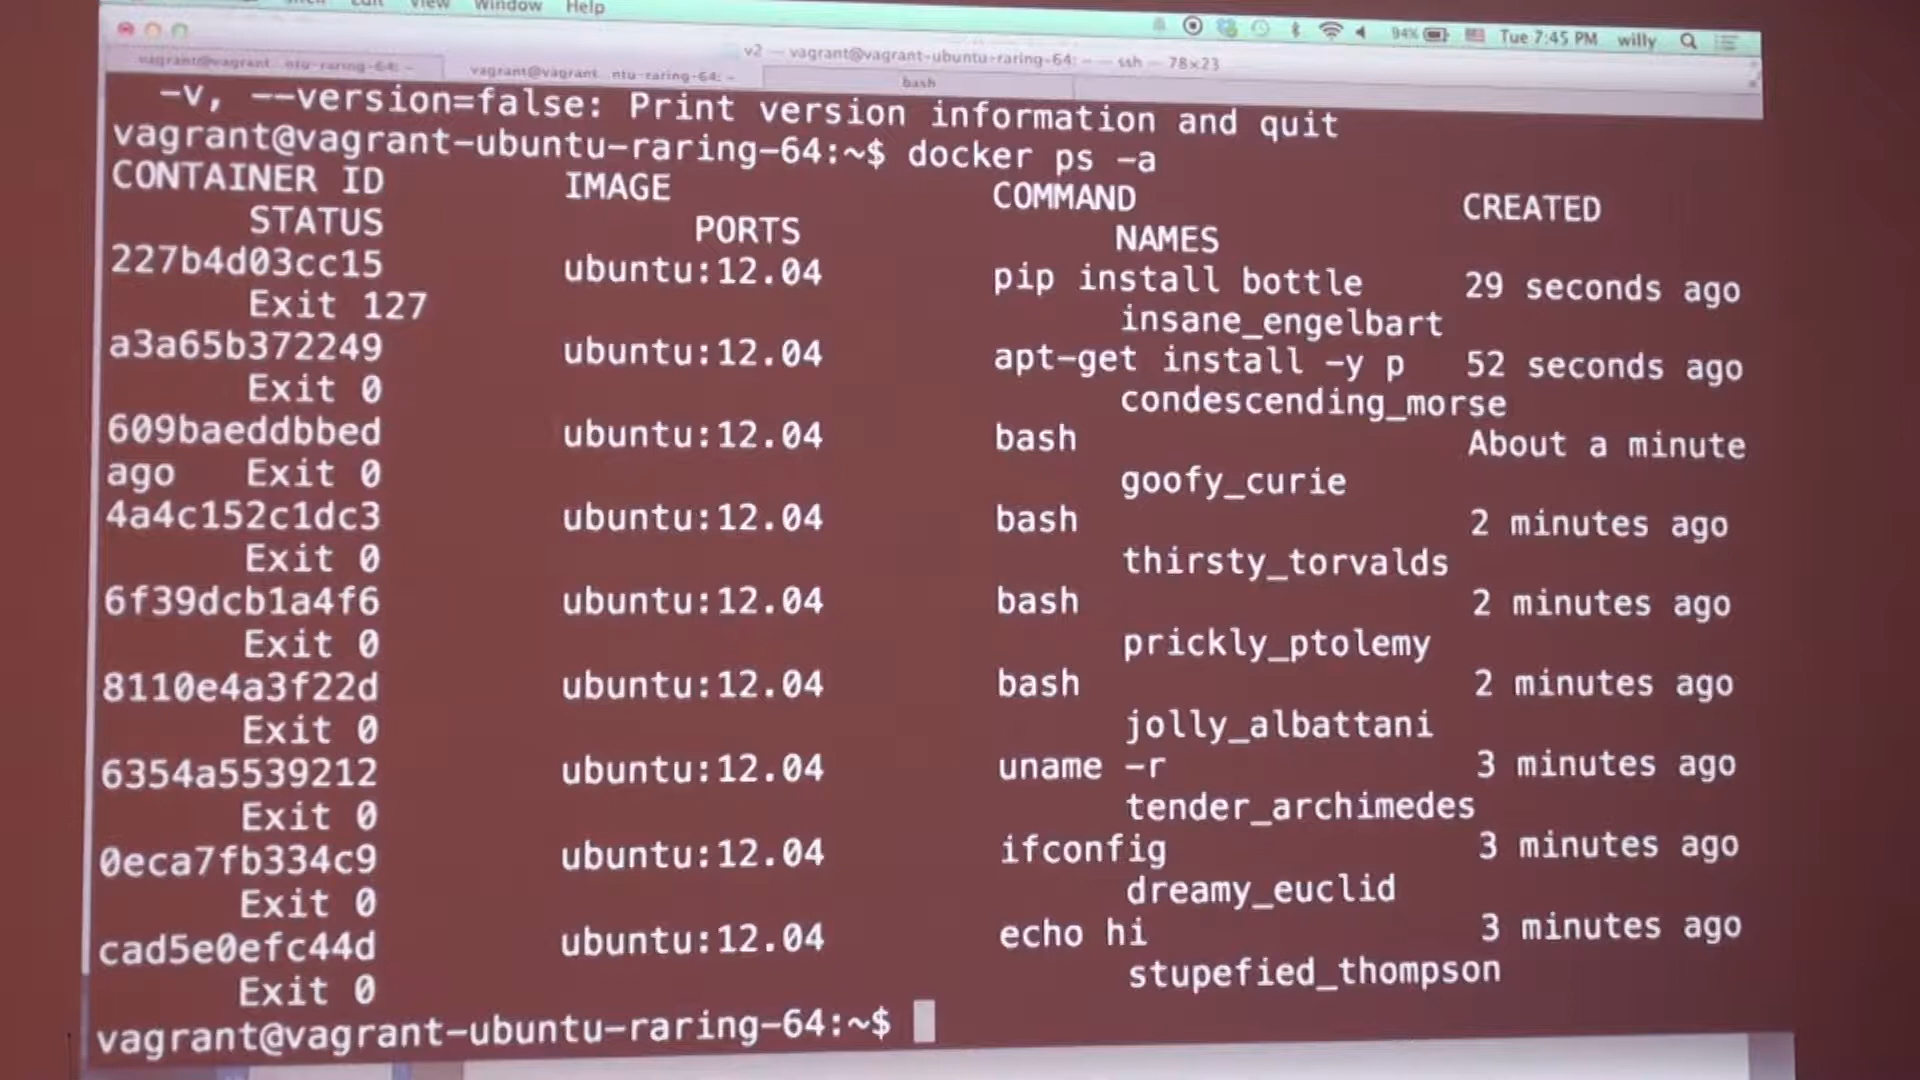 Edit View Window Help
94% Tue 7:45 PM willy
v2 — vagrant@vagrant-ubuntu-raring-64: ~ — ssh — 78×23
vagrant@vagrant...ntu-raring-64: ~ vagrant@vagrant...ntu-raring-64: ~ bash
-v, --version=false: Print version information and quit
vagrant@vagrant-ubuntu-raring-64:~$ docker ps -a
CONTAINER ID IMAGE COMMAND CREATED
STATUS PORTS NAMES
227b4d03cc15 ubuntu:12.04 pip install bottle 29 seconds ago
Exit 127 insane_engelbart
a3a65b372249 ubuntu:12.04 apt-get install -y p 52 seconds ago
Exit 0 condescending_morse
609baeddbbed ubuntu:12.04 bash About a minute
ago Exit 0 goofy_curie
4a4c152c1dc3 ubuntu:12.04 bash 2 minutes ago
Exit 0 thirsty_torvalds
6f39dcb1a4f6 ubuntu:12.04 bash 2 minutes ago
Exit 0 prickly_ptolemy
8110e4a3f22d ubuntu:12.04 bash 2 minutes ago
Exit 0 jolly_albattani
6354a5539212 ubuntu:12.04 uname -r 3 minutes ago
Exit 0 tender_archimedes
0eca7fb334c9 ubuntu:12.04 ifconfig 3 minutes ago
Exit 0 dreamy_euclid
cad5e0efc44d ubuntu:12.04 echo hi 3 minutes ago
Exit 0 stupefied_thompson
vagrant@vagrant-ubuntu-raring-64:~$